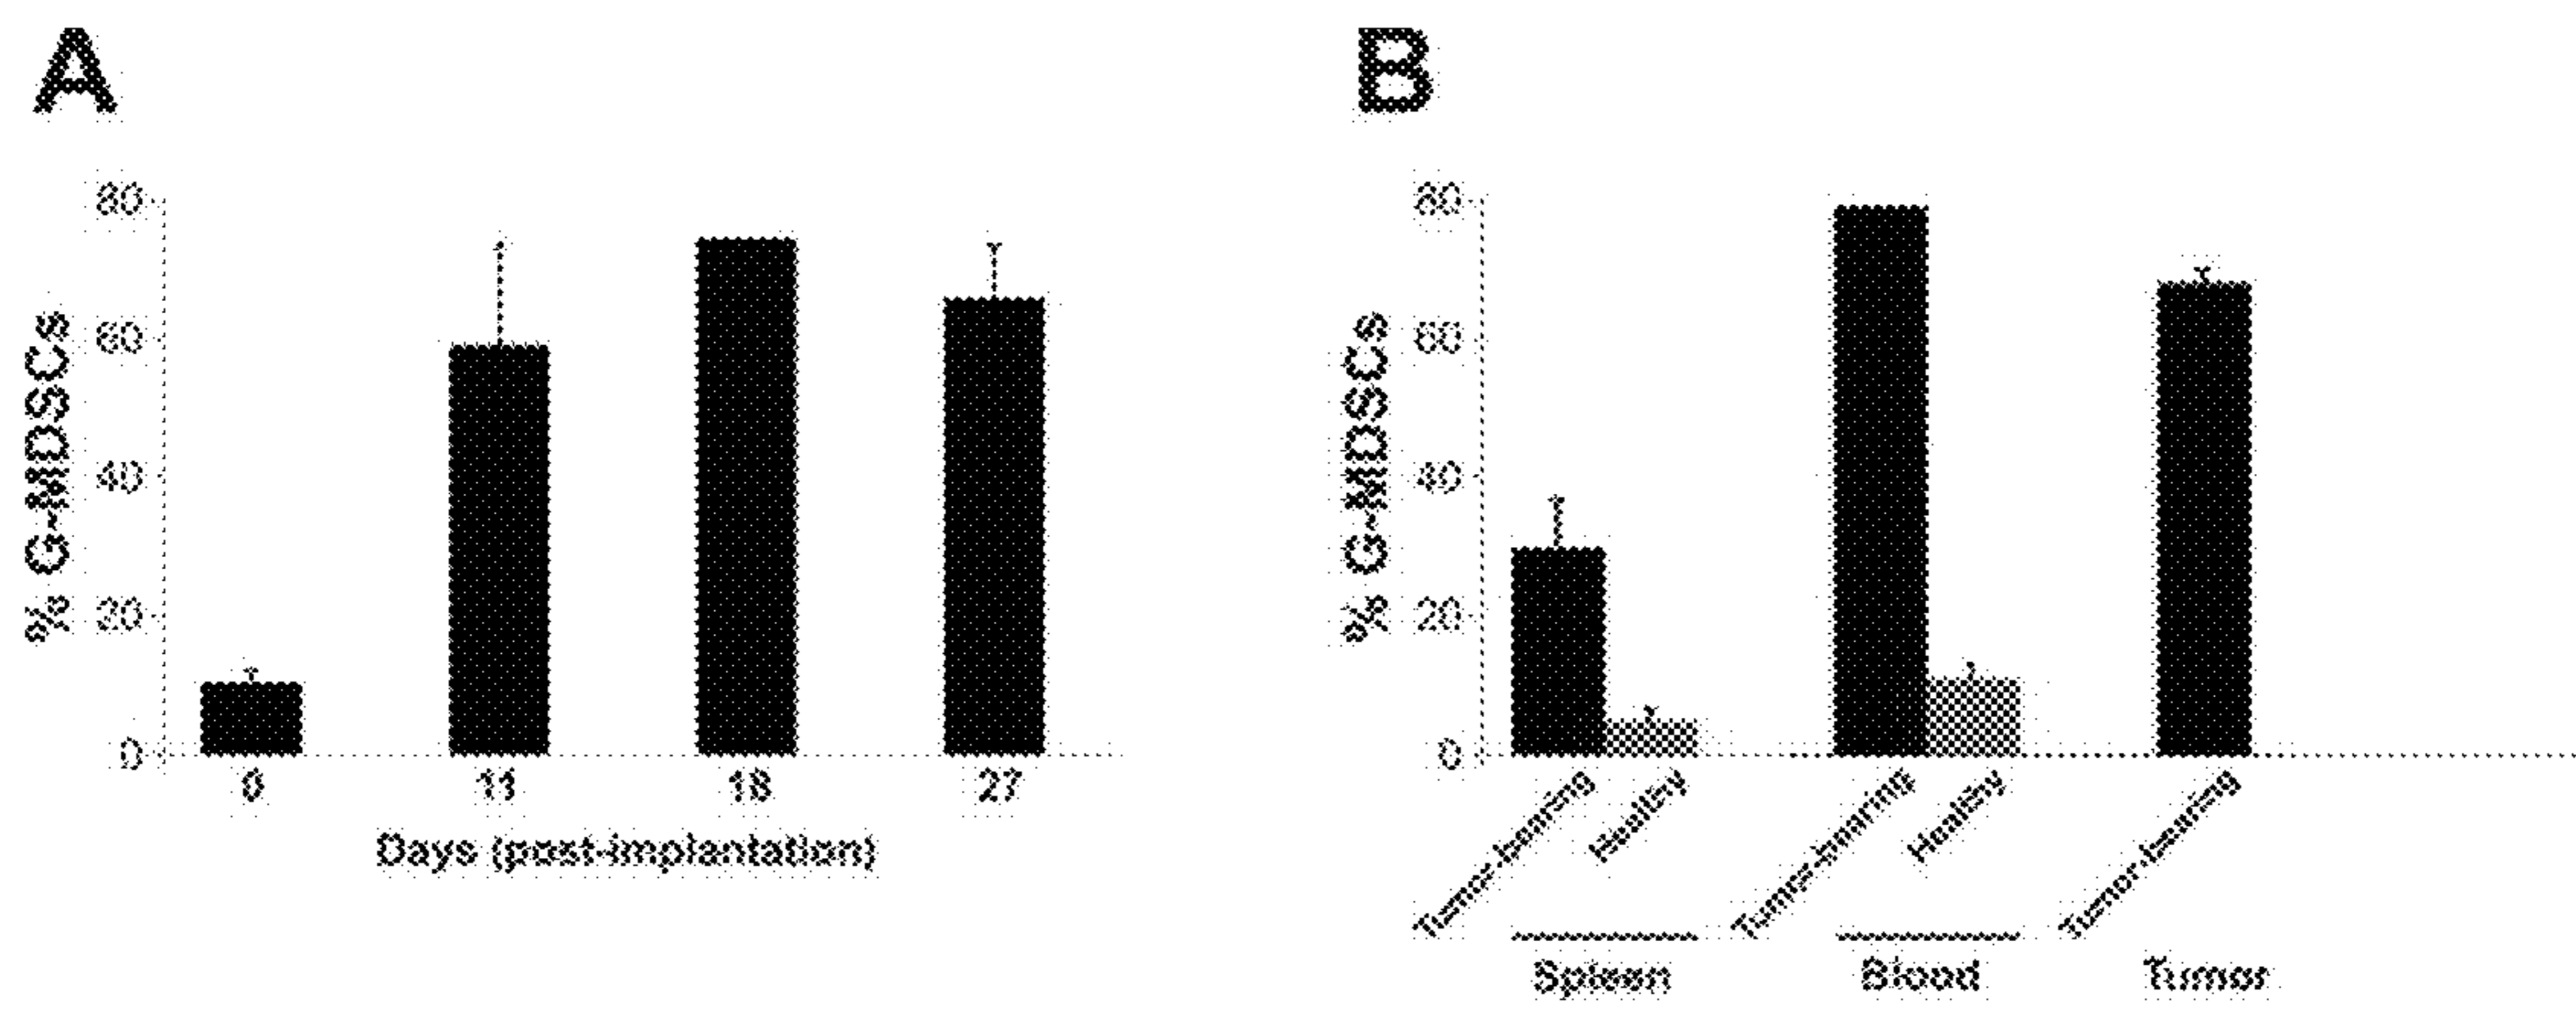 A
80
60
40
20
0
% G-MDSCs
0 11 18 27
Days (post-implantation)
B
80
60
40
20
0
% G-MDSCs
Tumor-bearing Healthy Tumor-bearing Healthy Tumor-bearing
Spleen Blood Tumor